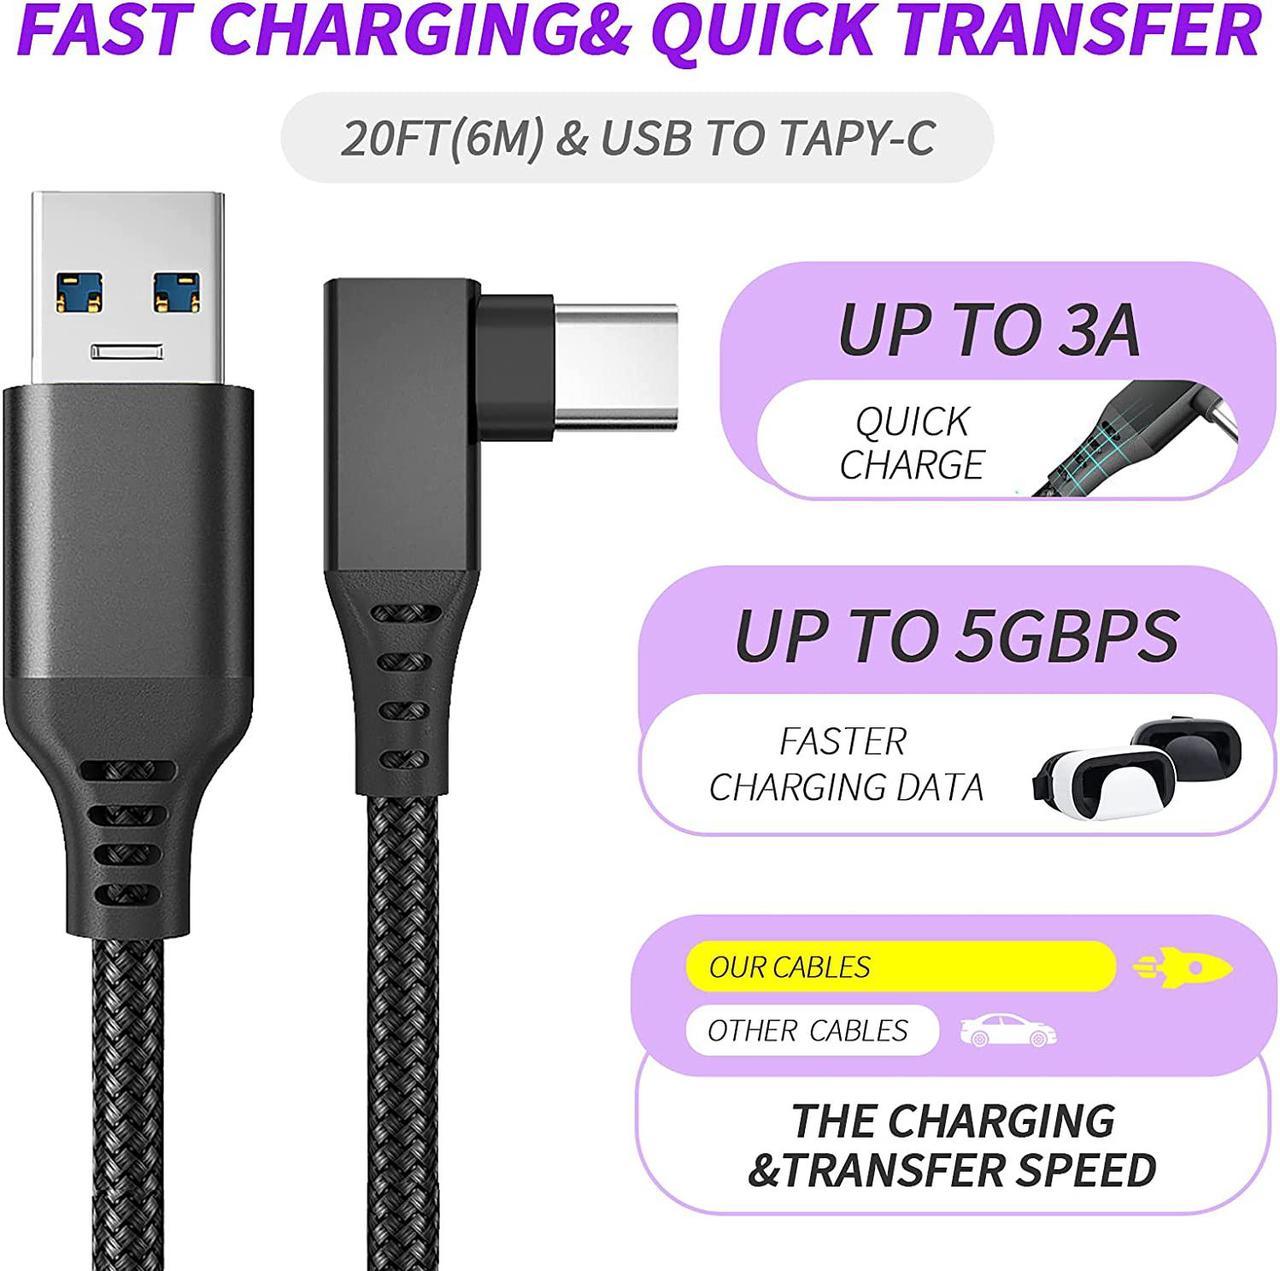 FAST CHARGING& QUICK TRANSFER
20FT(6M) & USB TO TAPY-C
UP TO 3A
QUICK
CHARGE
UP TO 5GBPS
FASTER
CHARGING DATA
OUR CABLES
OTHER CABLES
THE CHARGING
&TRANSFER SPEED